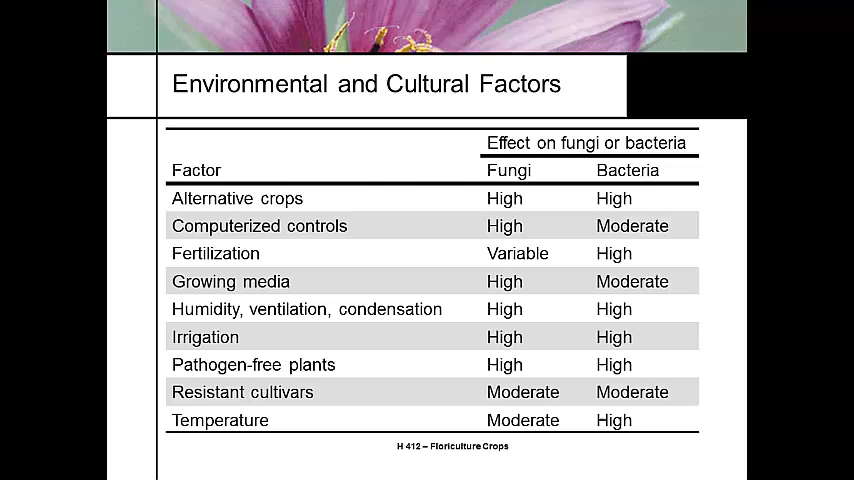 Environmental and Cultural Factors
Effect on fungi or bacteria
Factor Fungi Bacteria
Alternative crops High High
Computerized controls High Moderate
Fertilization Variable High
Growing media High Moderate
Humidity, ventilation, condensation High High
Irrigation High High
Pathogen-free plants High High
Resistant cultivars Moderate Moderate
Temperature Moderate High
H 412 – Floriculture Crops